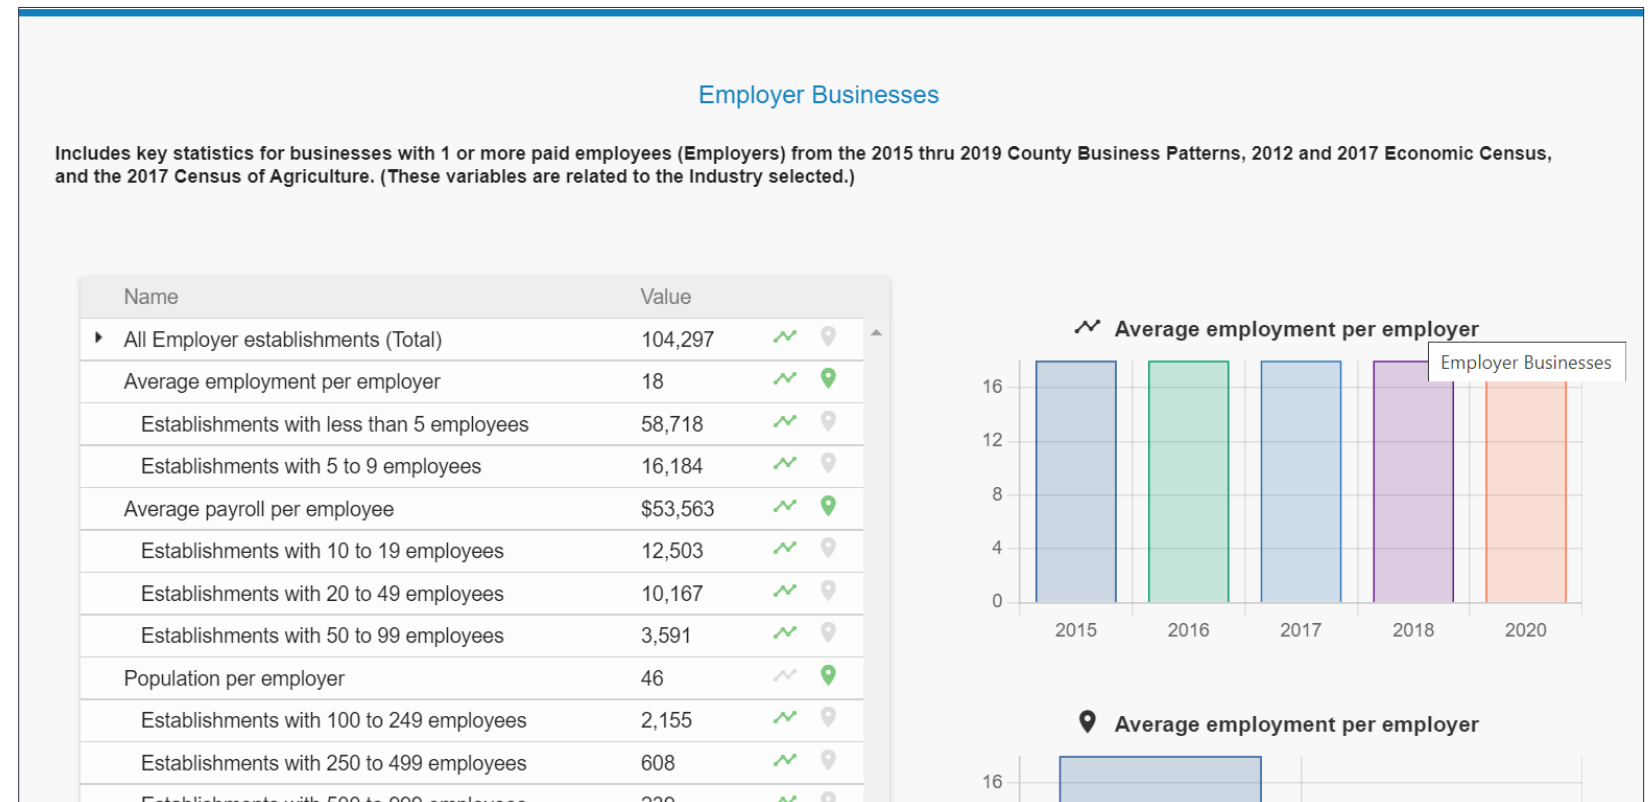 Employer Businesses
Includes key statistics for businesses with 1 or more paid employees (Employers) from the 2015 thru 2019 County Business Patterns, 2012 and 2017 Economic Census,
and the 2017 Census of Agriculture. (These variables are related to the Industry selected.)
Name Value
All Employer establishments (Total) 104,297
Average employment per employer 18
Establishments with less than 5 employees 58,718
Establishments with 5 to 9 employees 16,184
Average payroll per employee $53,563
Establishments with 10 to 19 employees 12,503
Establishments with 20 to 49 employees 10,167
Establishments with 50 to 99 employees 3,591
Population per employer 46
Establishments with 100 to 249 employees 2,155
Establishments with 250 to 499 employees 608
Average employment per employer
Employer Businesses
16
12
8
4
0
2015 2016 2017 2018 2020
Average employment per employer
16